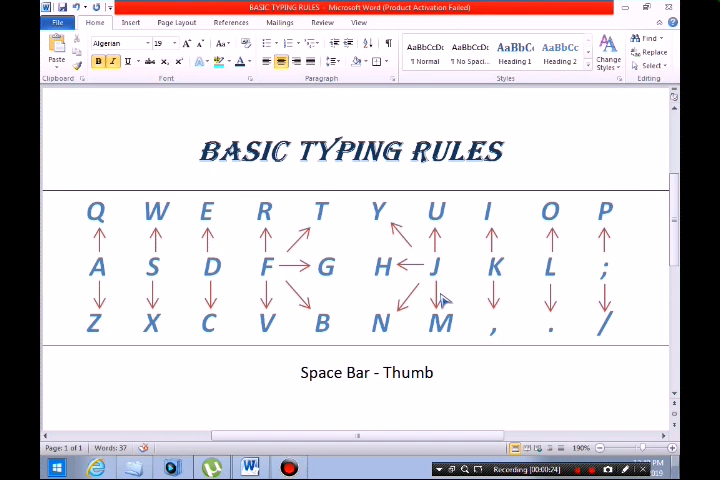 BASIC TYPING RULES - Microsoft Word (Product Activation Failed)
File Home Insert Page Layout References Mailings Review View
Algerian 19 Aa
AaBbCcDc AaBbCcDc AaBbC AaBbCc
Paste B I U abc Normal No Spaci... Heading 1 Heading 2 Change Styles Find Replace Select
Clipboard Font Paragraph Styles Editing
BASIC TYPING RULES
Q W E R T Y U I O P
A S D F G H J K L ;
Z X C V B N M , . /
Space Bar - Thumb
Page: 1 of 1 Words: 37 190%
Recording [00:00:24]